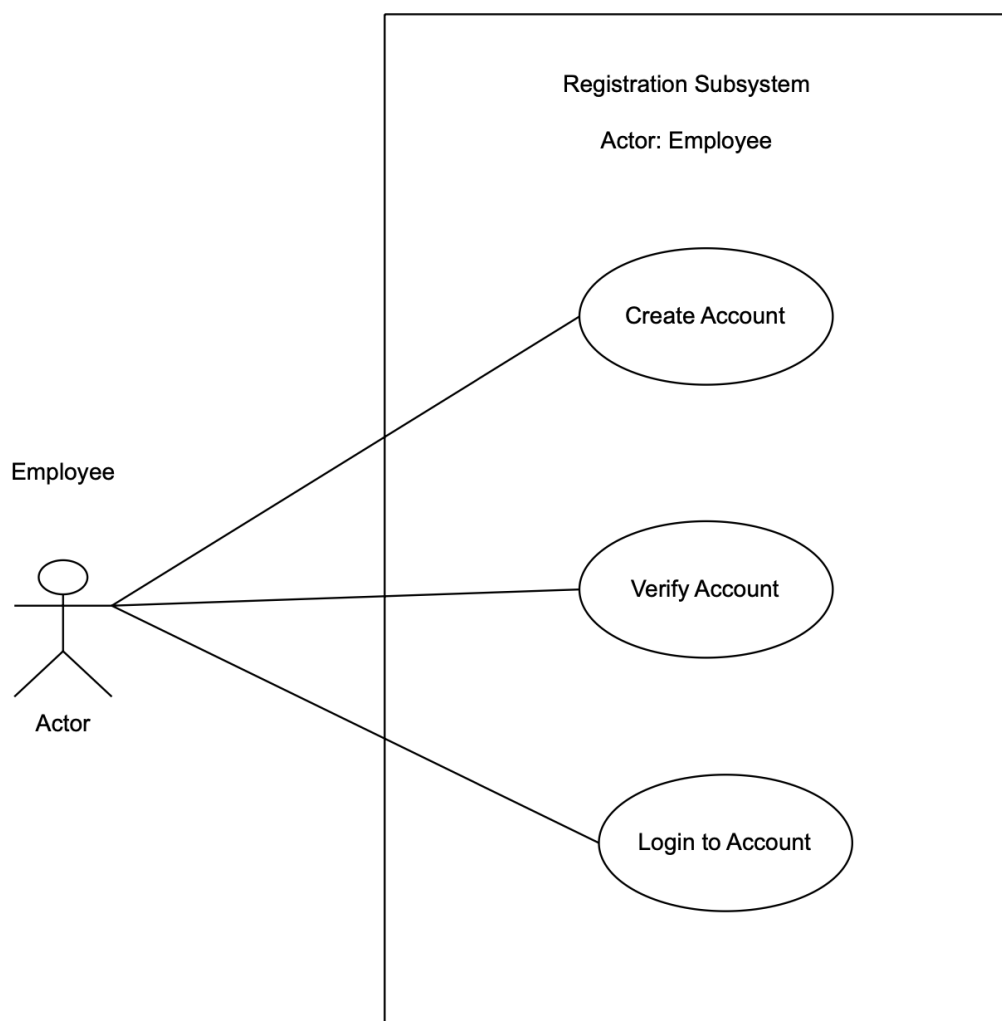 Registration Subsystem
Actor: Employee
Create Account
Employee
Verify Account
Actor
Login to Account